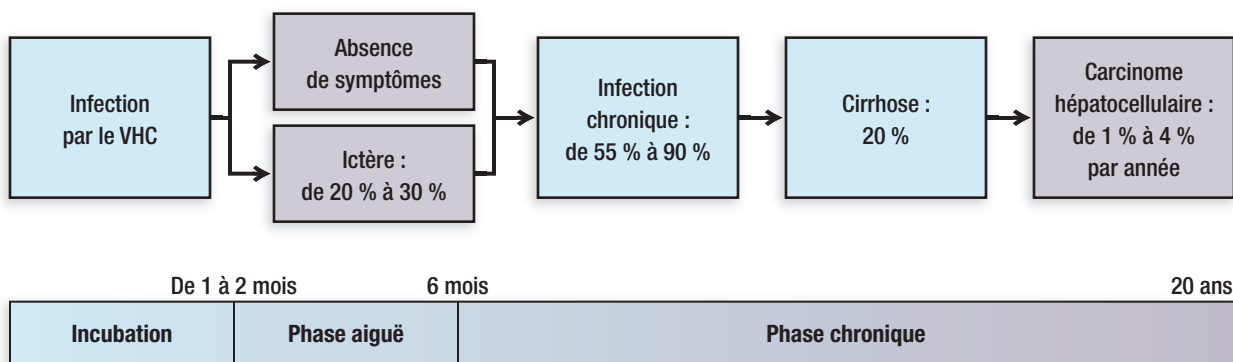 Infection
par le VHC
Absence
de symptômes
Ictère :
de 20 % à 30 %
Infection
chronique :
de 55 % à 90 %
Cirrhose :
20 %
Carcinome
hépatocellulaire :
de 1 % à 4 %
par année
De 1 à 2 mois
6 mois
20 ans
Incubation
Phase aiguë
Phase chronique